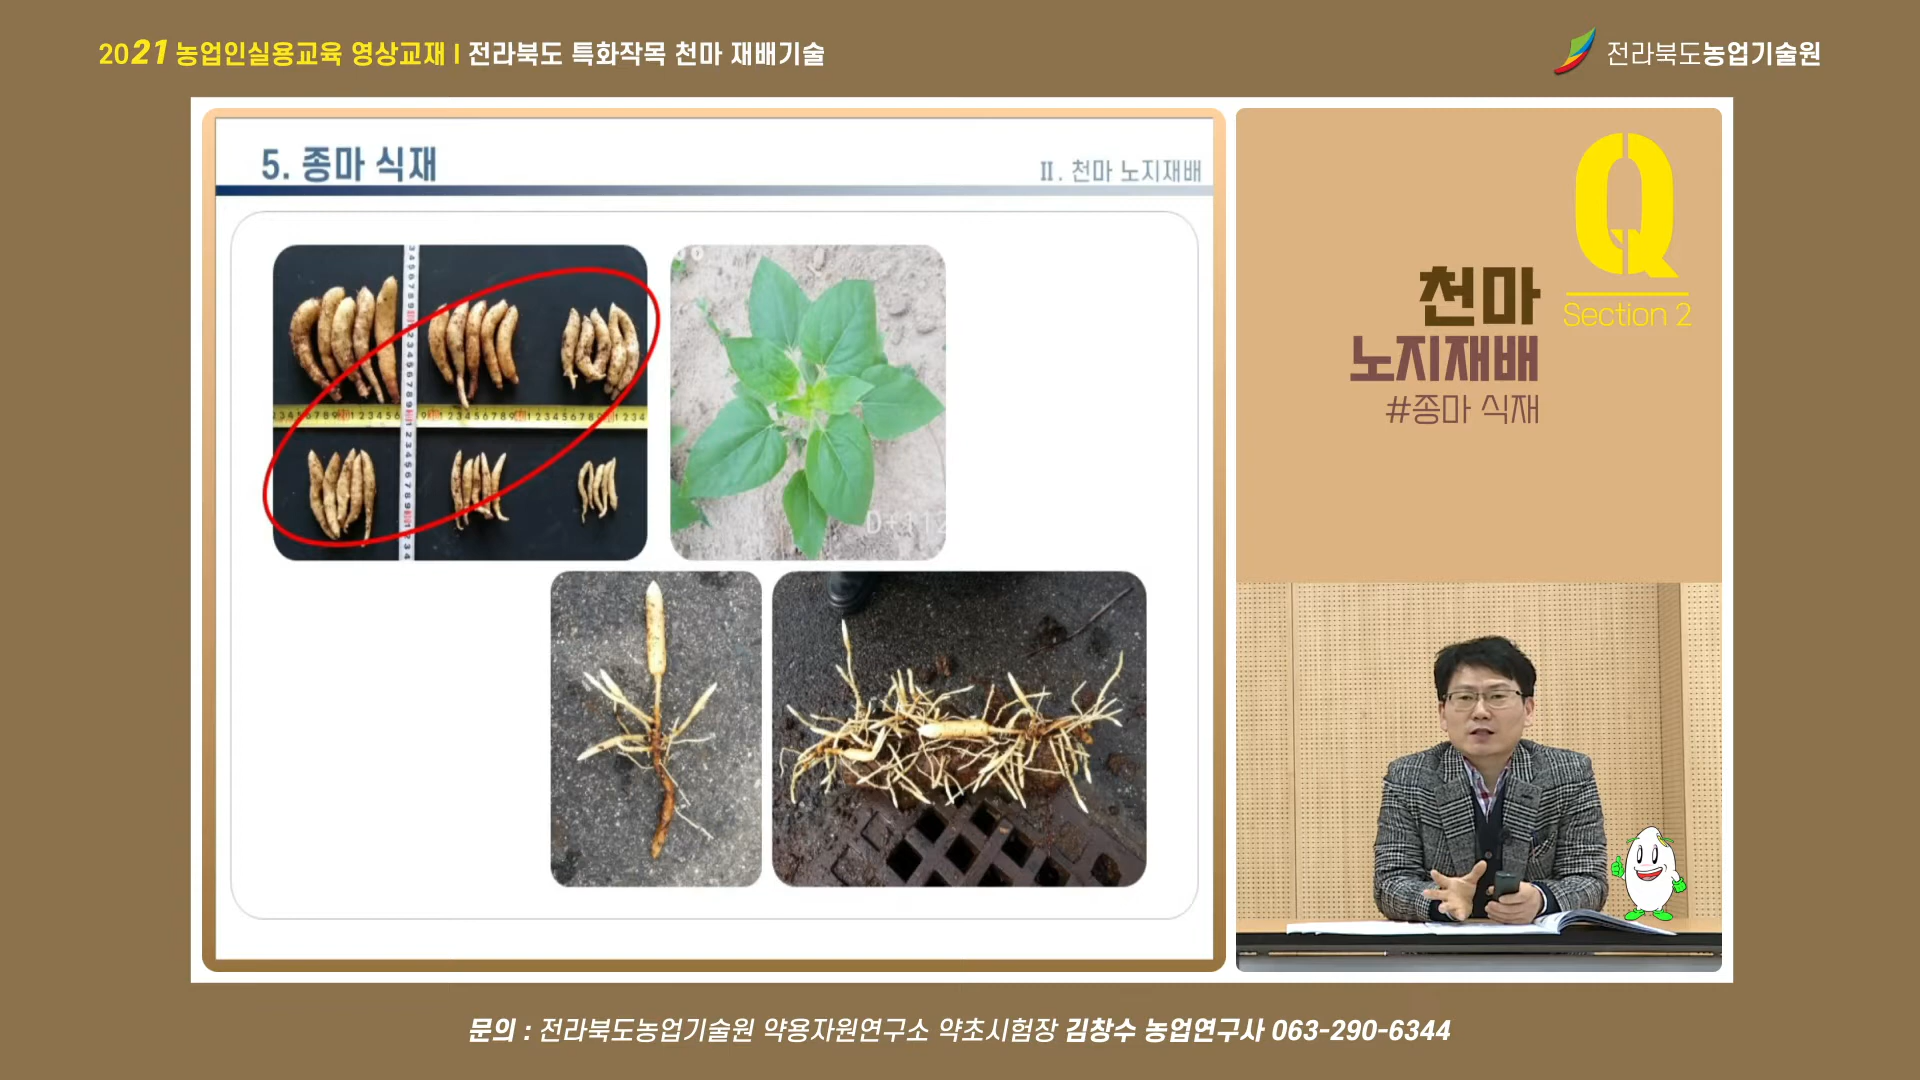 2021 농업인실용교육 영상교재 I 전라북도 특화작목 천마 재배기술
전라북도농업기술원
5. 종마 식재
Ⅱ. 천마 노지재배
D+112
Q
Section 2
천마
노지재배
#종마 식재
문의 : 전라북도농업기술원 약용자원연구소 약초시험장 김창수 농업연구사 063-290-6344